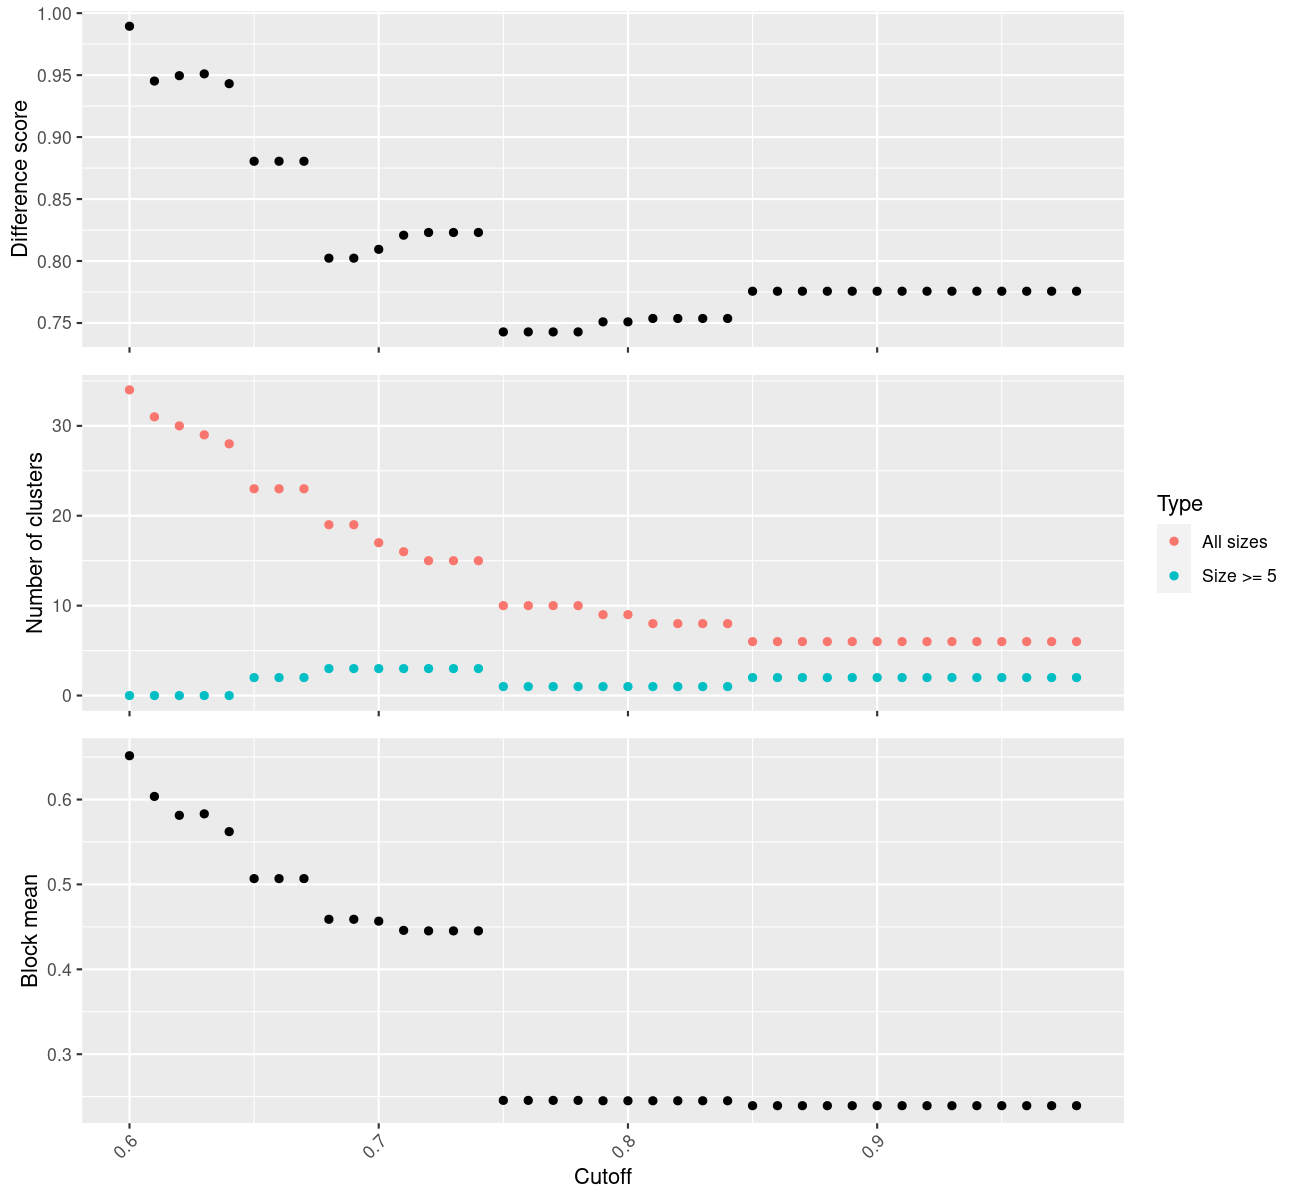 Difference score
1.00
0.95
0.90
0.85
0.80
0.75
Number of clusters
30
20
10
0
Type
All sizes
Size >= 5
Block mean
0.6
0.5
0.4
0.3
0.6 0.7 0.8 0.9
Cutoff